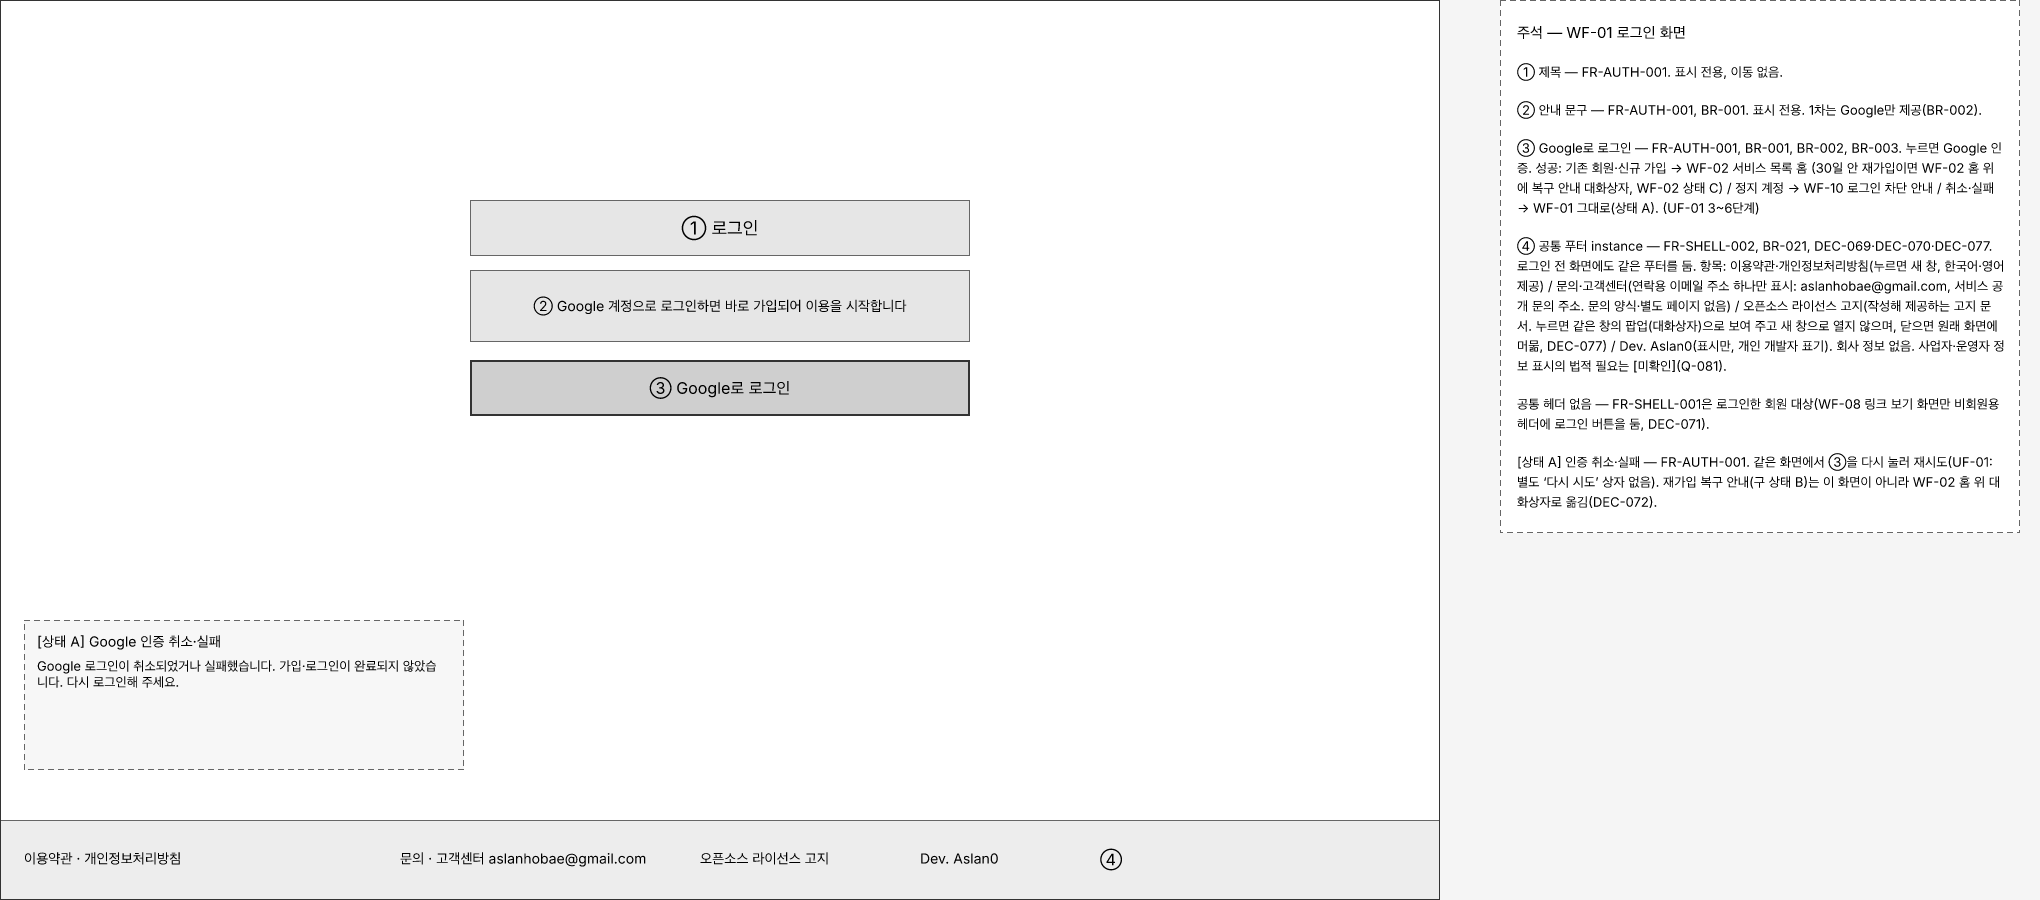 ① 로그인
② Google 계정으로 로그인하면 바로 가입되어 이용을 시작합니다
③ Google로 로그인
[상태 A] Google 인증 취소·실패
Google 로그인이 취소되었거나 실패했습니다. 가입·로그인이 완료되지 않았습
니다. 다시 로그인해 주세요.
이용약관 · 개인정보처리방침
문의 · 고객센터 aslanhobae@gmail.com
오픈소스 라이선스 고지
Dev. Aslan0
④
주석 — WF-01 로그인 화면
① 제목 — FR-AUTH-001. 표시 전용, 이동 없음.
② 안내 문구 — FR-AUTH-001, BR-001. 표시 전용. 1차는 Google만 제공(BR-002).
③ Google로 로그인 — FR-AUTH-001, BR-001, BR-002, BR-003. 누르면 Google 인
증. 성공: 기존 회원·신규 가입 → WF-02 서비스 목록 홈 (30일 안 재가입이면 WF-02 홈 위
에 복구 안내 대화상자, WF-02 상태 C) / 정지 계정 → WF-10 로그인 차단 안내 / 취소·실패
→ WF-01 그대로(상태 A). (UF-01 3~6단계)
④ 공통 푸터 instance — FR-SHELL-002, BR-021, DEC-069·DEC-070·DEC-077.
로그인 전 화면에도 같은 푸터를 둠. 항목: 이용약관·개인정보처리방침(누르면 새 창, 한국어·영어
제공) / 문의·고객센터(연락용 이메일 주소 하나만 표시: aslanhobae@gmail.com, 서비스 공
개 문의 주소. 문의 양식·별도 페이지 없음) / 오픈소스 라이선스 고지(작성해 제공하는 고지 문
서. 누르면 같은 창의 팝업(대화상자)으로 보여 주고 새 창으로 열지 않으며, 닫으면 원래 화면에
머묾, DEC-077) / Dev. Aslan0(표시만, 개인 개발자 표기). 회사 정보 없음. 사업자·운영자 정
보 표시의 법적 필요는 [미확인](Q-081).
공통 헤더 없음 — FR-SHELL-001은 로그인한 회원 대상(WF-08 링크 보기 화면만 비회원용
헤더에 로그인 버튼을 둠, DEC-071).
[상태 A] 인증 취소·실패 — FR-AUTH-001. 같은 화면에서 ③을 다시 눌러 재시도(UF-01:
별도 ‘다시 시도’ 상자 없음). 재가입 복구 안내(구 상태 B)는 이 화면이 아니라 WF-02 홈 위 대
화상자로 옮김(DEC-072).